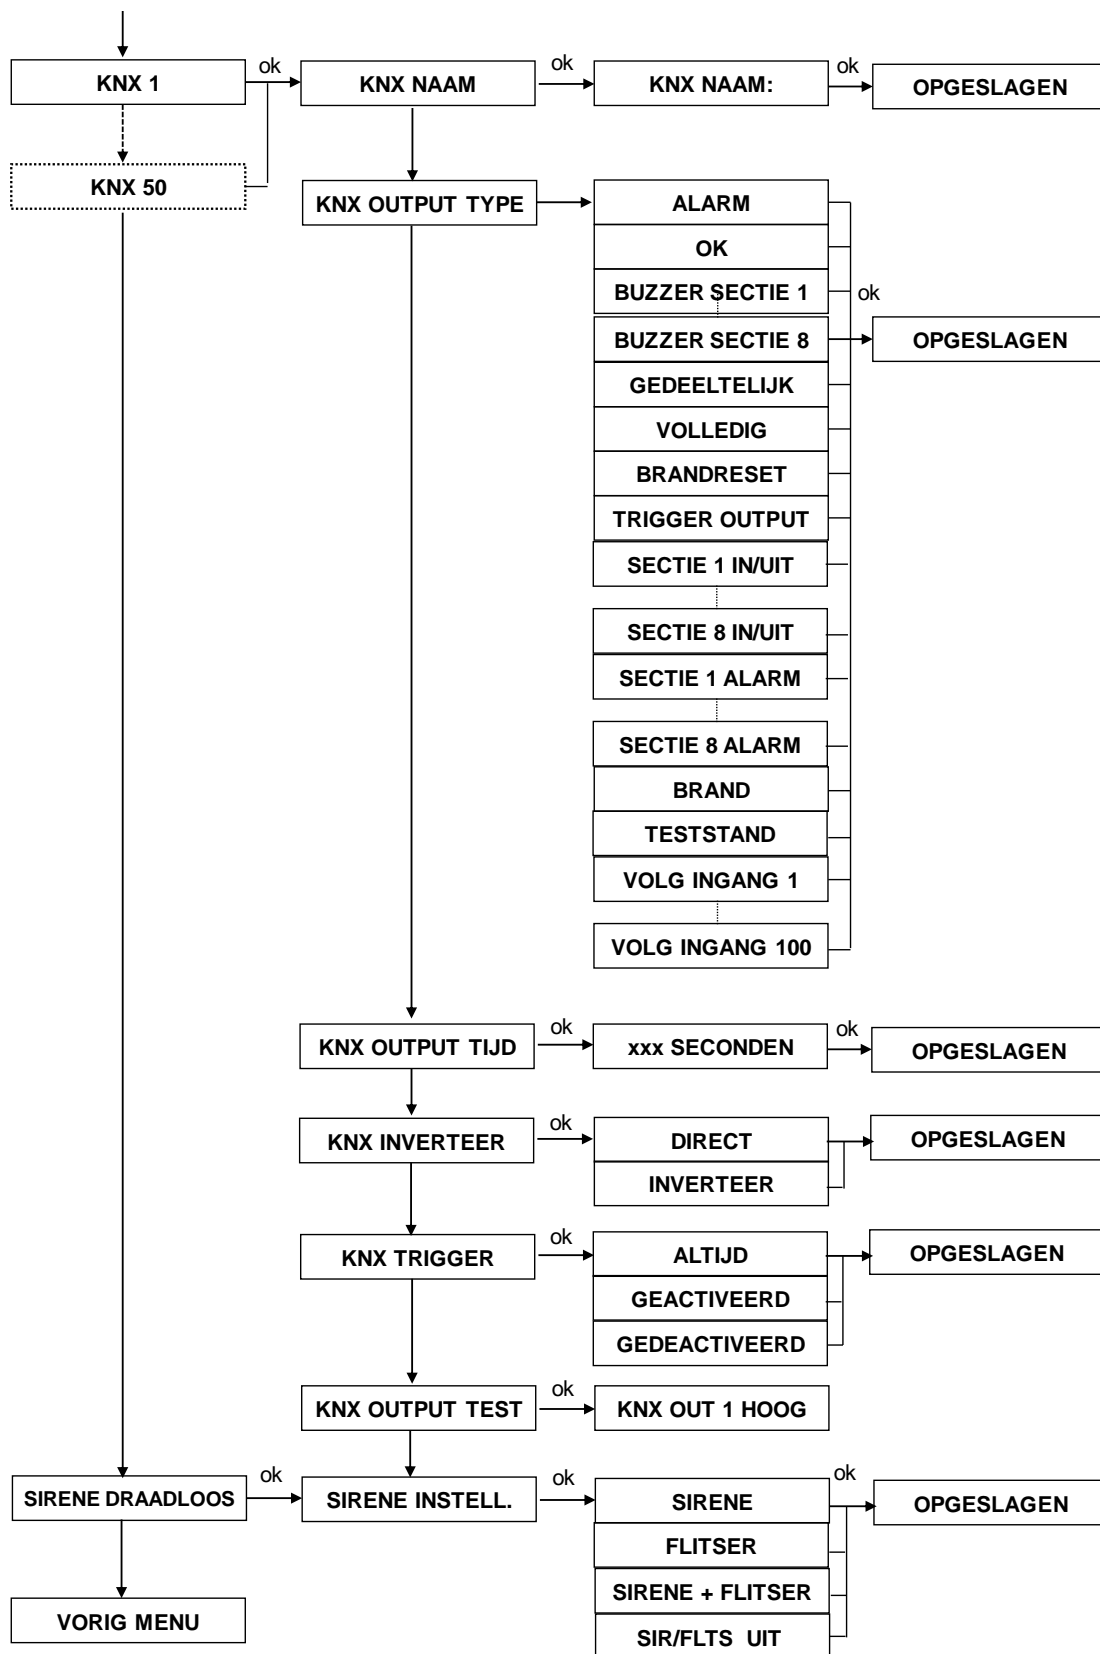 KNX 1
ok
KNX NAAM
ok
KNX NAAM:
ok
OPGESLAGEN
KNX 50
KNX OUTPUT TYPE
ALARM
OK
BUZZER SECTIE 1
ok
BUZZER SECTIE 8
OPGESLAGEN
GEDEELTELIJK
VOLLEDIG
BRANDRESET
TRIGGER OUTPUT
SECTIE 1 IN/UIT
SECTIE 8 IN/UIT
SECTIE 1 ALARM
SECTIE 8 ALARM
BRAND
TESTSTAND
VOLG INGANG 1
VOLG INGANG 100
KNX OUTPUT TIJD
ok
xxx SECONDEN
ok
OPGESLAGEN
KNX INVERTEER
ok
DIRECT
OPGESLAGEN
INVERTEER
KNX TRIGGER
ok
ALTIJD
OPGESLAGEN
GEACTIVEERD
GEDEACTIVEERD
KNX OUTPUT TEST
ok
KNX OUT 1 HOOG
SIRENE DRAADLOOS
ok
SIRENE INSTELL.
ok
SIRENE
ok
OPGESLAGEN
FLITSER
SIRENE + FLITSER
VORIG MENU
SIR/FLTS UIT